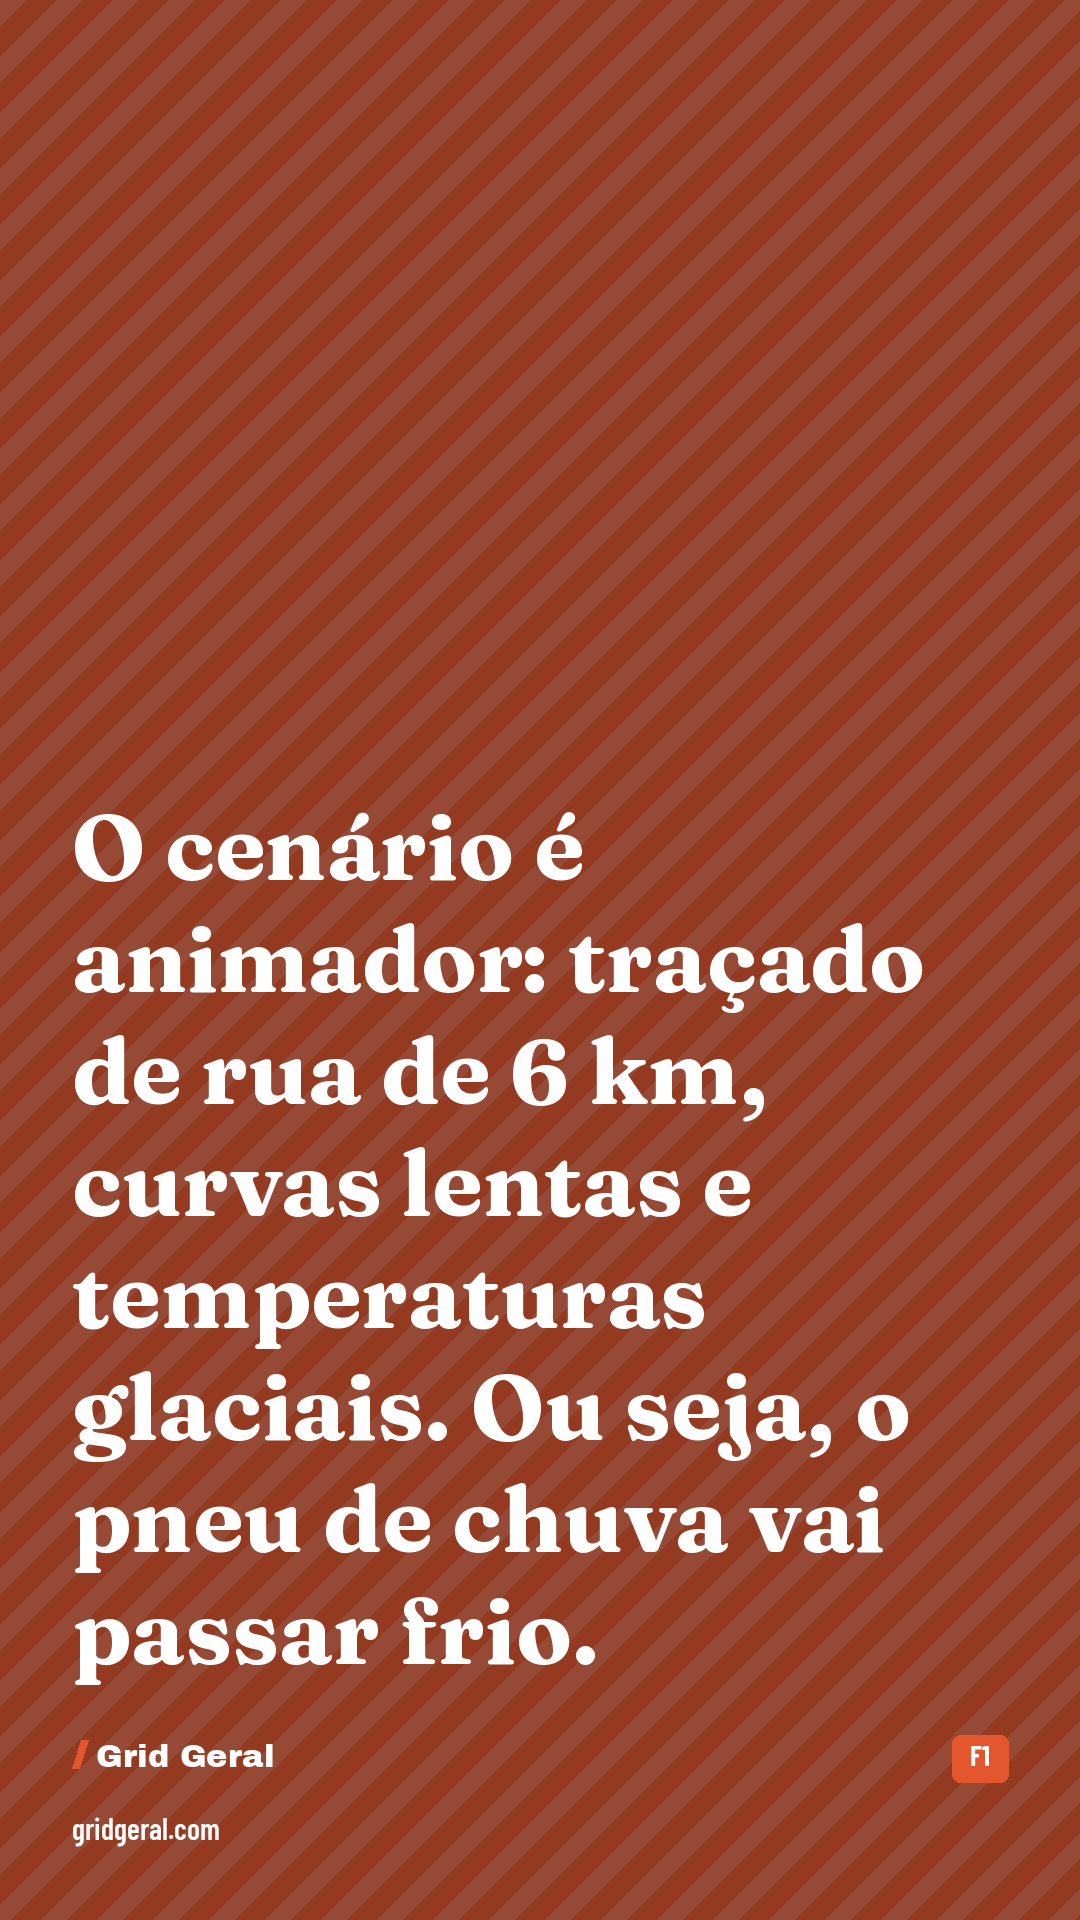 O cenário é
animador: traçado
de rua de 6 km,
curvas lentas e
temperaturas
glaciais. Ou seja, o
pneu de chuva vai
passar frio.
Grid Geral
F1
gridgeral.com